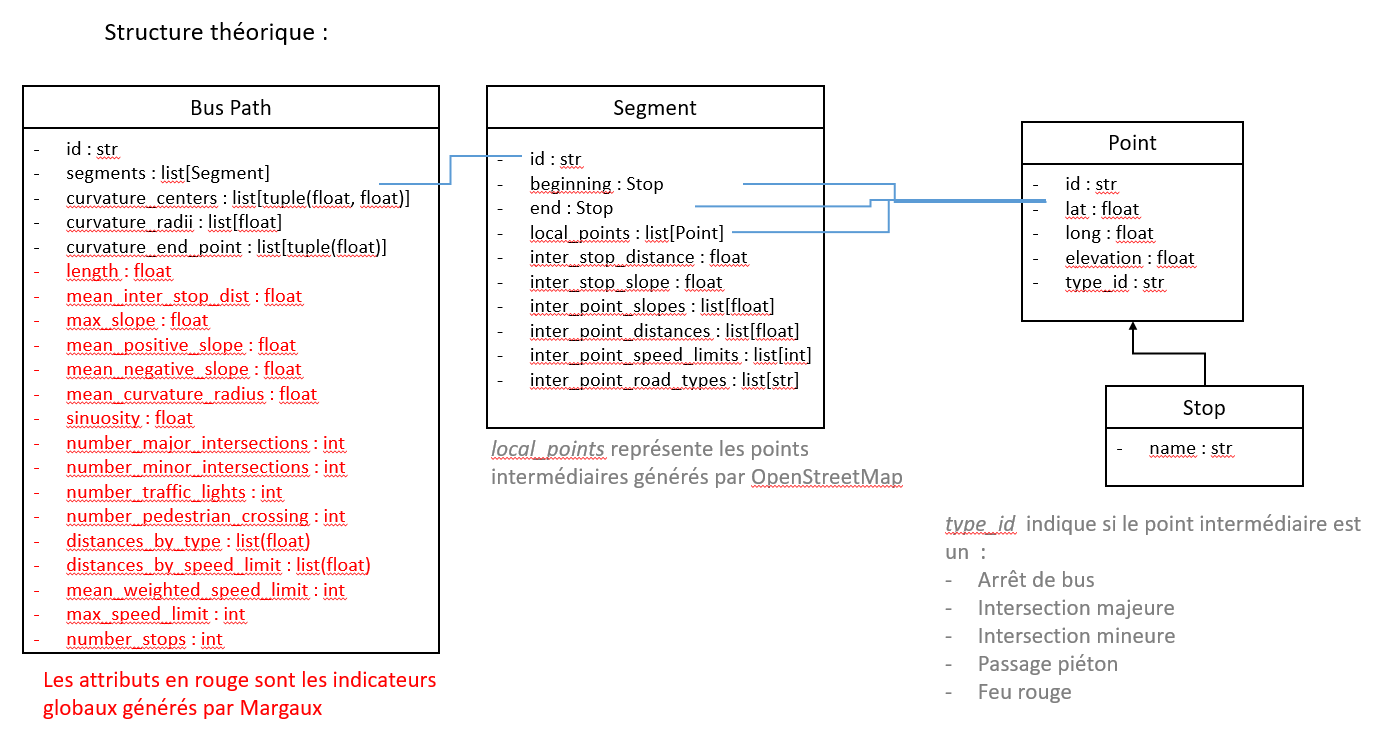 Structure théorique :
Bus Path
- id : str
- segments : list[Segment]
- curvature_centers : list[tuple(float, float)]
- curvature_radii : list[float]
- curvature_end_point : list[tuple(float)]
- length : float
- mean_inter_stop_dist : float
- max_slope : float
- mean_positive_slope : float
- mean_negative_slope : float
- mean_curvature_radius : float
- sinuosity : float
- number_major_intersections : int
- number_minor_intersections : int
- number_traffic_lights : int
- number_pedestrian_crossing : int
- distances_by_type : list(float)
- distances_by_speed_limit : list(float)
- mean_weighted_speed_limit : int
- max_speed_limit : int
- number_stops : int
Les attributs en rouge sont les indicateurs
globaux générés par Margaux
Segment
- id : str
- beginning : Stop
- end : Stop
- local_points : list[Point]
- inter_stop_distance : float
- inter_stop_slope : float
- inter_point_slopes : list[float]
- inter_point_distances : list[float]
- inter_point_speed_limits : list[int]
- inter_point_road_types : list[str]
local_points représente les points
intermédiaires générés par OpenStreetMap
Point
- id : str
- lat : float
- long : float
- elevation : float
- type_id : str
Stop
- name : str
type_id indique si le point intermédiaire est
un :
- Arrêt de bus
- Intersection majeure
- Intersection mineure
- Passage piéton
- Feu rouge